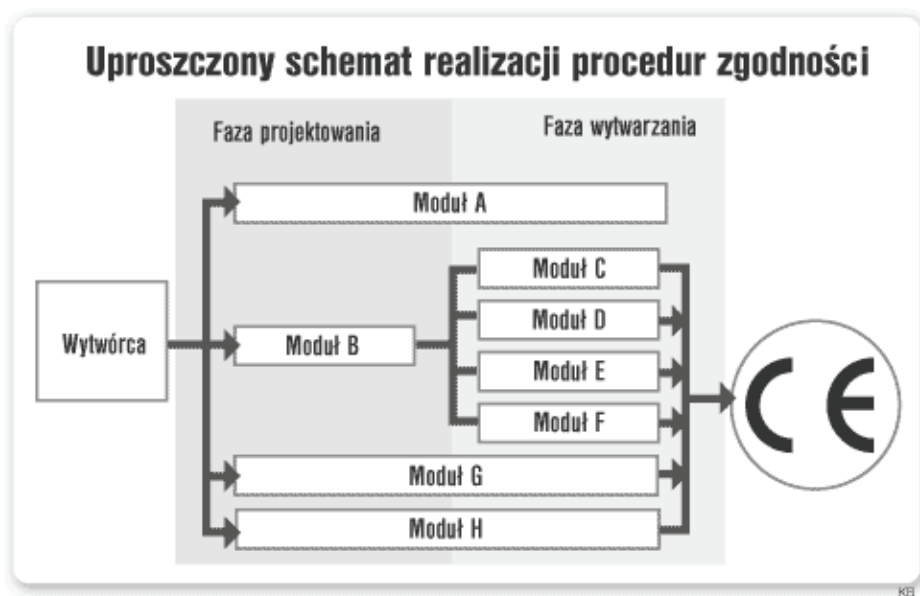 Uproszczony schemat realizacji procedur zgodności
Faza projektowania
Faza wytwarzania
Moduł A
Moduł C
Moduł D
Wytwórca
Moduł B
Moduł E
Moduł F
Moduł G
Moduł H
CE
KB